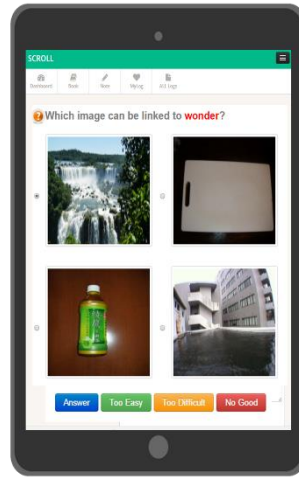 SCROLL
Dashboard Note MyLog All Logs
Which image can be linked to wonder?
Answer Too Easy Too Difficult No Good